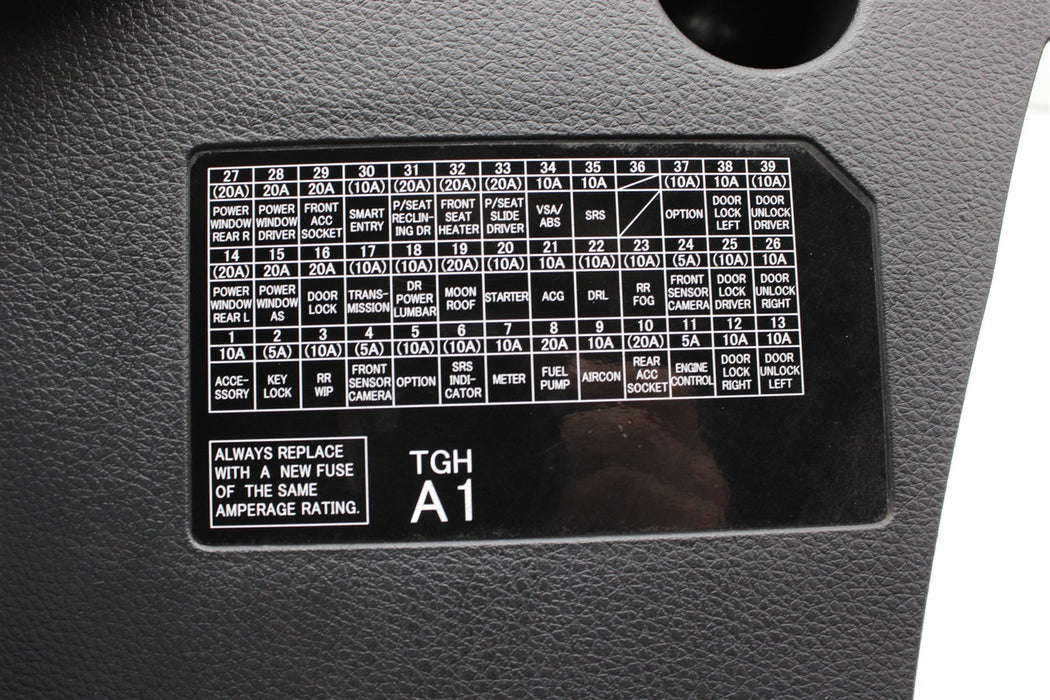 27 28 29 30 31 32 33 34 35 36 37 38 39
(20A) 20A 20A (10A) (20A) (20A) (20A) 10A 10A (10A) 10A (10A)
POWER WINDOW REAR R
POWER WINDOW DRIVER
FRONT ACC SOCKET
SMART ENTRY
P/SEAT RECLIN- ING DR
FRONT SEAT HEATER
P/SEAT SLIDE DRIVER
VSA/ ABS
SRS
OPTION
DOOR LOCK LEFT
DOOR UNLOCK DRIVER
14 15 16 17 18 19 20 21 22 23 24 25 26
(20A) 20A 20A (10A) (10A) (20A) (10A) 10A (10A) (10A) (5A) (10A) 10A
POWER WINDOW REAR L
POWER WINDOW AS
DOOR LOCK
TRANS- MISSION
DR POWER LUMBAR
MOON ROOF
STARTER
ACG
DRL
RR FOG
FRONT SENSOR CAMERA
DOOR LOCK DRIVER
DOOR UNLOCK RIGHT
1 2 3 4 5 6 7 8 9 10 11 12 13
10A (5A) (10A) (5A) (10A) (10A) 10A 20A 10A (20A) 5A 10A 10A
ACCE- SSORY
KEY LOCK
RR WIP
FRONT SENSOR CAMERA
OPTION
SRS INDI- CATOR
METER
FUEL PUMP
AIRCON
REAR ACC SOCKET
ENGINE CONTROL
DOOR LOCK RIGHT
DOOR UNLOCK LEFT
ALWAYS REPLACE
WITH A NEW FUSE
OF THE SAME
AMPERAGE RATING.
TGH
A1